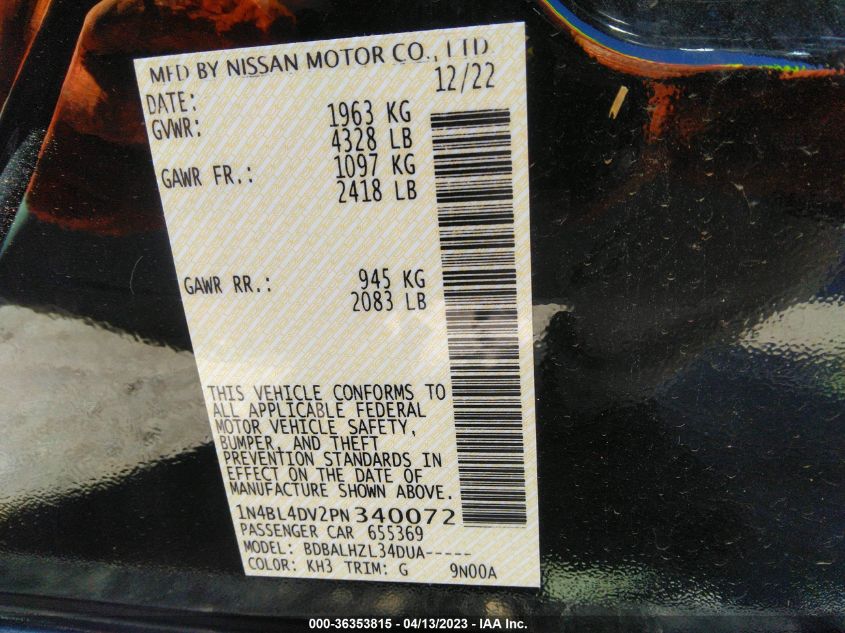 MFD BY NISSAN MOTOR CO., LTD.
DATE: 12/22
GVWR: 1963 KG
4328 LB
GAWR FR.: 1097 KG
2418 LB
GAWR RR.: 945 KG
2083 LB
THIS VEHICLE CONFORMS TO
ALL APPLICABLE FEDERAL
MOTOR VEHICLE SAFETY,
BUMPER, AND THEFT
PREVENTION STANDARDS IN
EFFECT ON THE DATE OF
MANUFACTURE SHOWN ABOVE.
1N4BL4DV2PN340072
PASSENGER CAR 655369
MODEL: BDBALHZL34DUA-----
COLOR: KH3 TRIM: G 9N00A
000-36353815 - 04/13/2023 - IAA Inc.